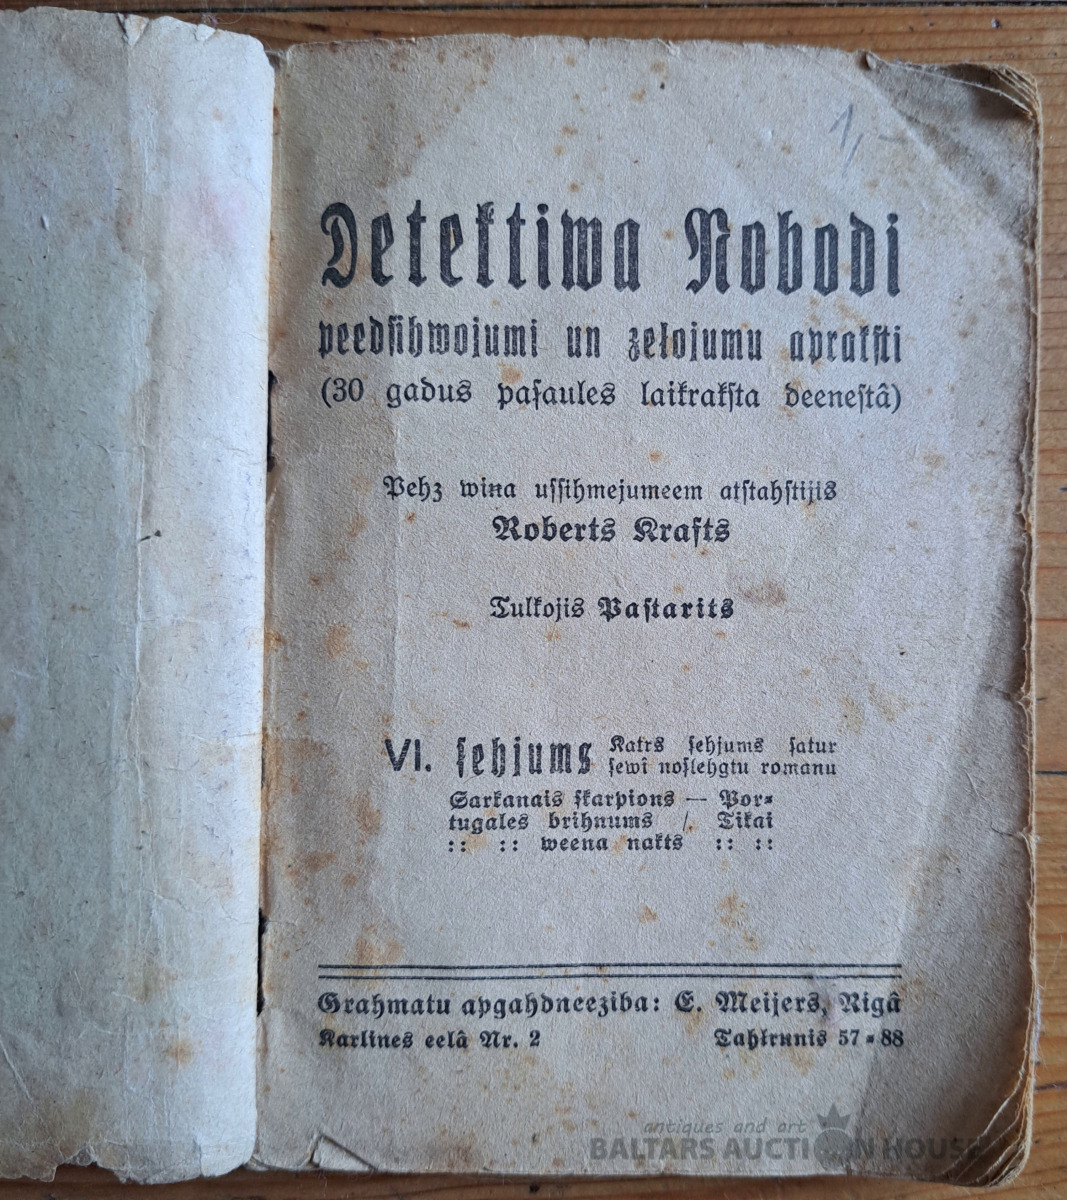 1,–
Detektiwa Nobodi
peedſihwojumi un zelojumu aprakſti
(30 gadus paſaules laikrakſta deeneſtâ)
Pehz wina uſſihmejumeem atſtahſtijis
Roberts Krafts
Tulkojis Paſtarits
VI. ſehjums
Katrs ſehjums ſatur
ſewi noſlehgtu romanu
Sarkanais ſkarpions — Por⸗
tugales brihnums /. Tikai
:: :: weena nakts :: ::
Grahmatu apgahdneeziba: E. Meijers, Rigâ
Karlines eelâ Nr. 2 Tahlrunis 57⸗88
antiques and art
BALTARS AUCTION HOUSE